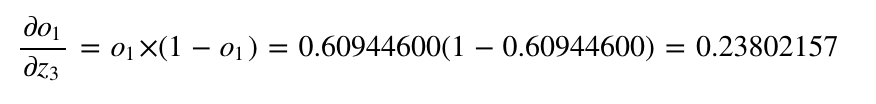 ∂o₁/∂z₃ = o₁×(1 − o₁) = 0.60944600(1 − 0.60944600) = 0.23802157